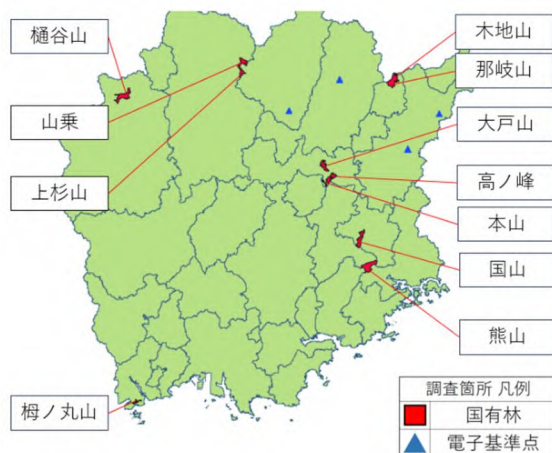 樋谷山
山乗
上杉山
栂ノ丸山
木地山
那岐山
大戸山
高ノ峰
本山
国山
熊山
調査箇所 凡例
国有林
電子基準点